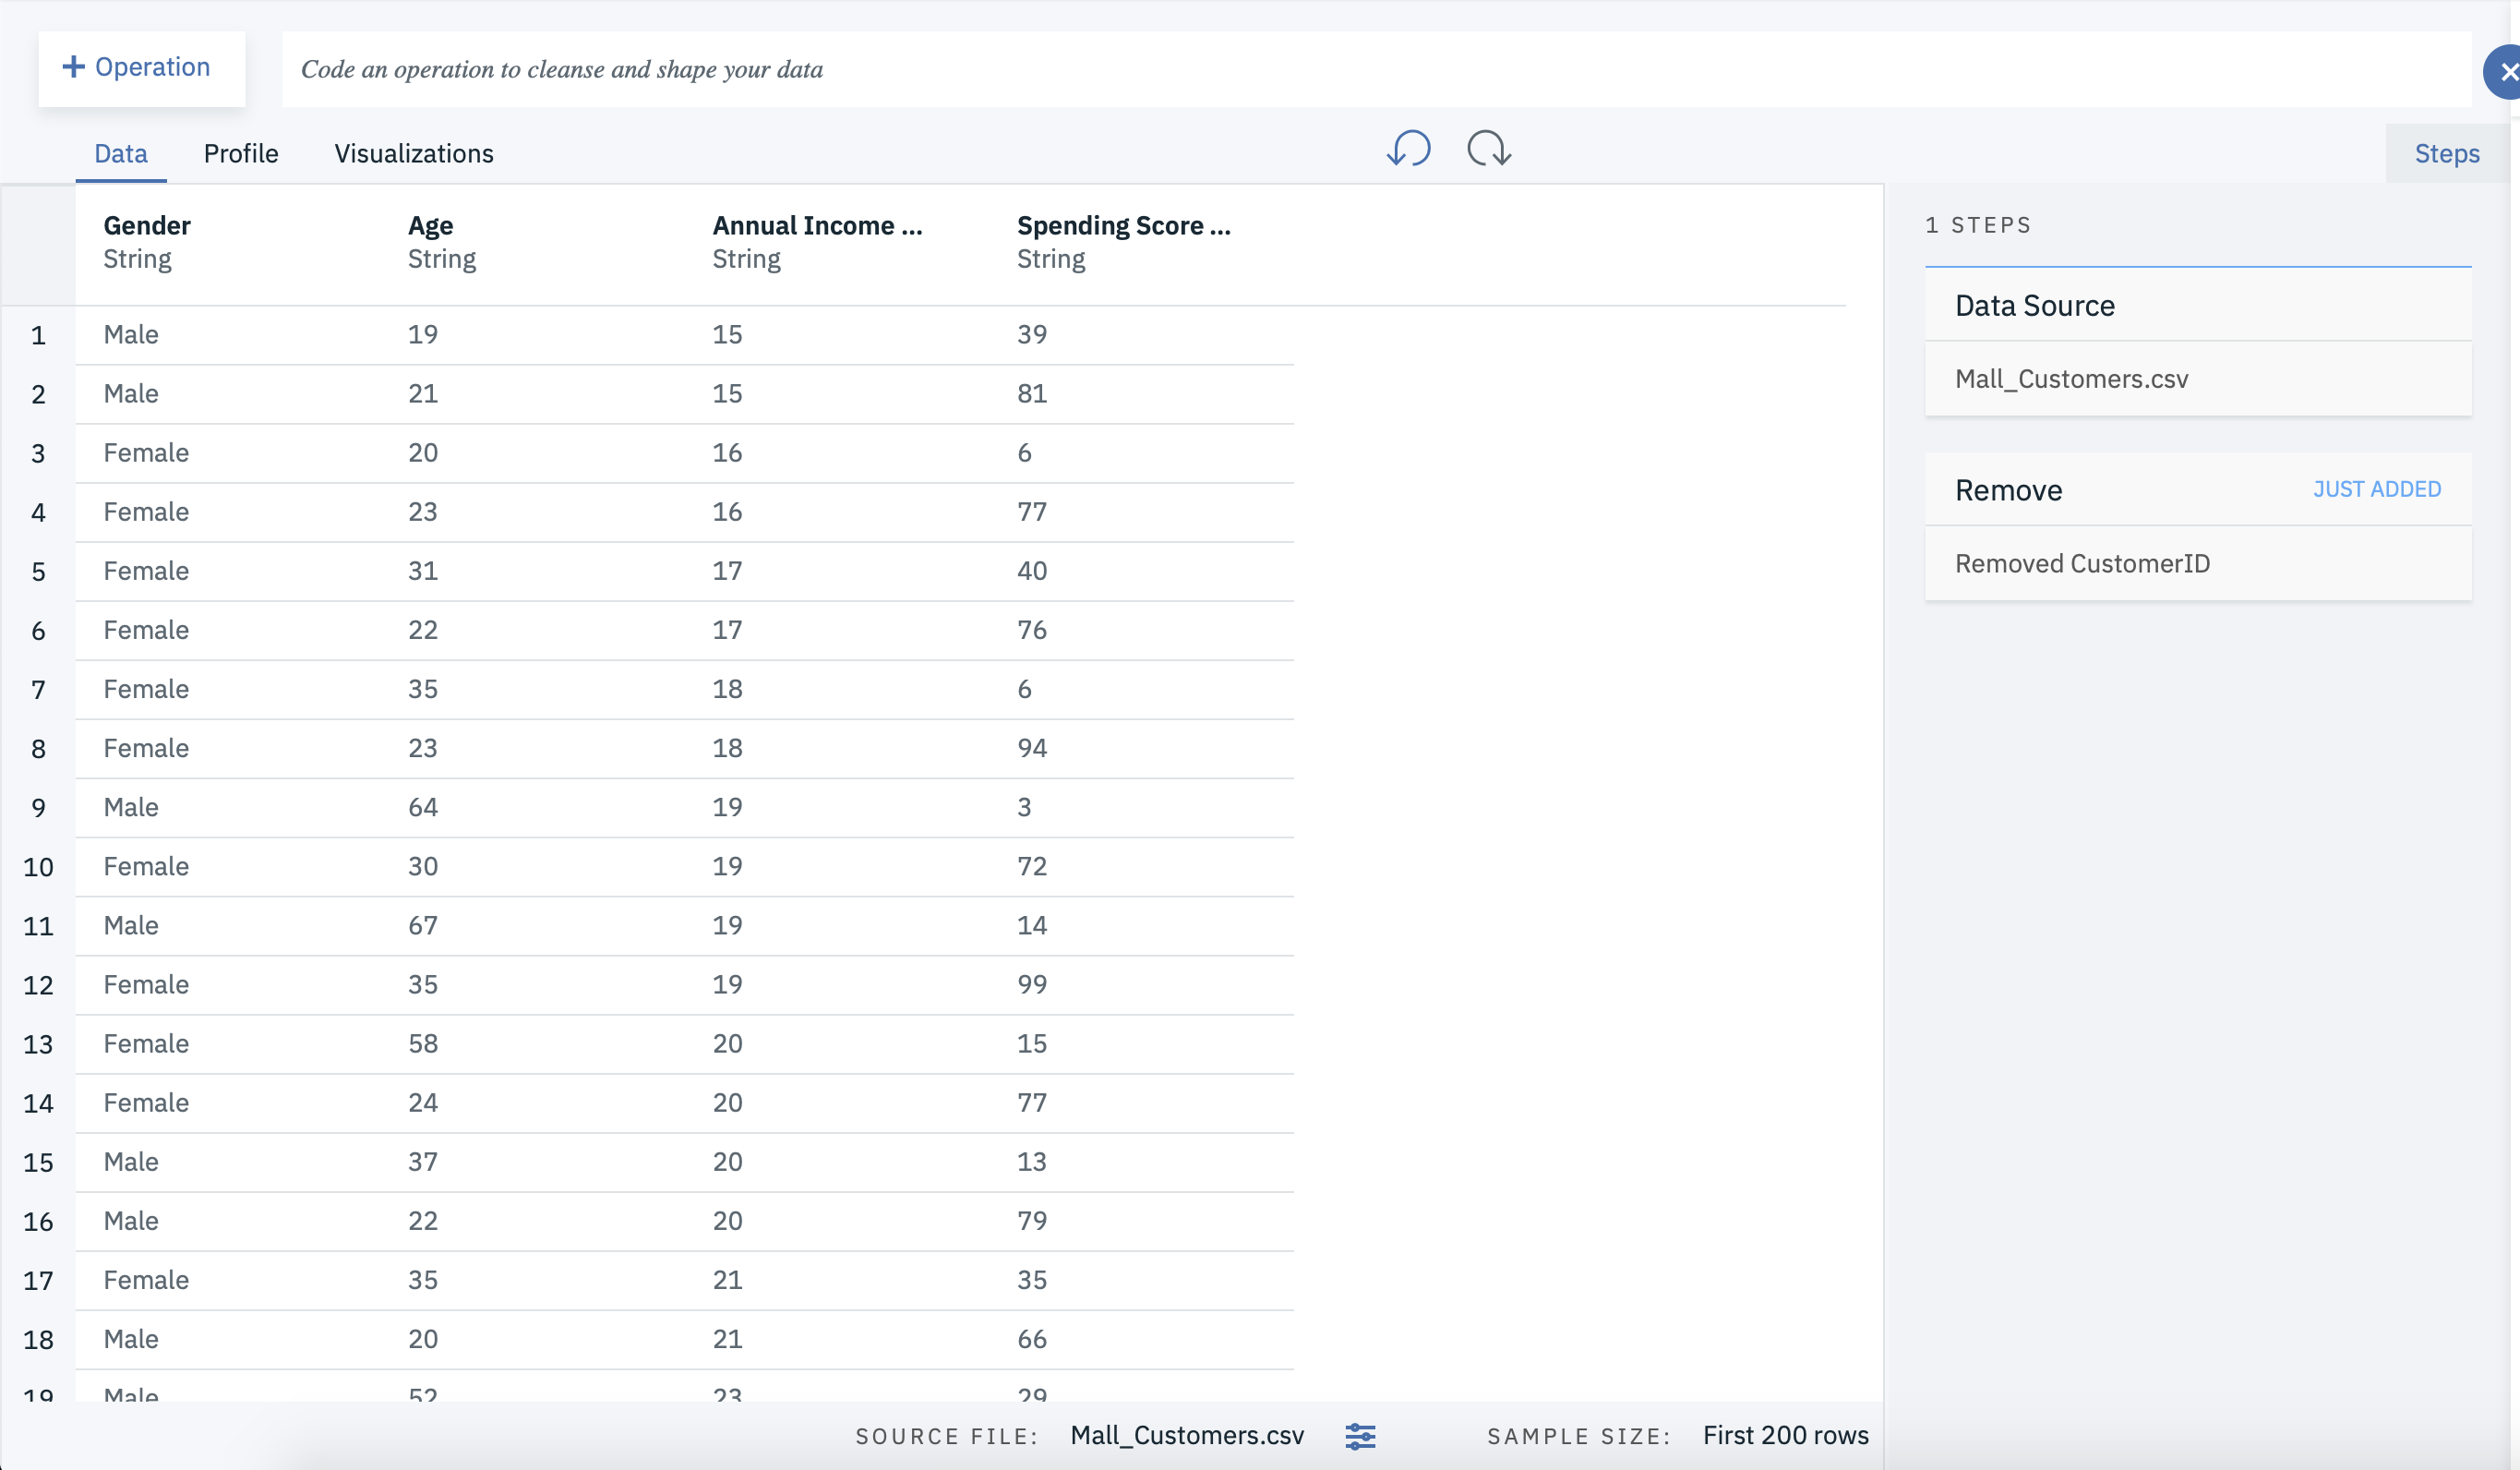 + Operation Code an operation to cleanse and shape your data
Data Profile Visualizations Steps
Gender Age Annual Income ... Spending Score ...
String String String String
1 Male 19 15 39
2 Male 21 15 81
3 Female 20 16 6
4 Female 23 16 77
5 Female 31 17 40
6 Female 22 17 76
7 Female 35 18 6
8 Female 23 18 94
9 Male 64 19 3
10 Female 30 19 72
11 Male 67 19 14
12 Female 35 19 99
13 Female 58 20 15
14 Female 24 20 77
15 Male 37 20 13
16 Male 22 20 79
17 Female 35 21 35
18 Male 20 21 66
19 Male 52 23 29
SOURCE FILE: Mall_Customers.csv SAMPLE SIZE: First 200 rows
1 STEPS
Data Source
Mall_Customers.csv
Remove JUST ADDED
Removed CustomerID